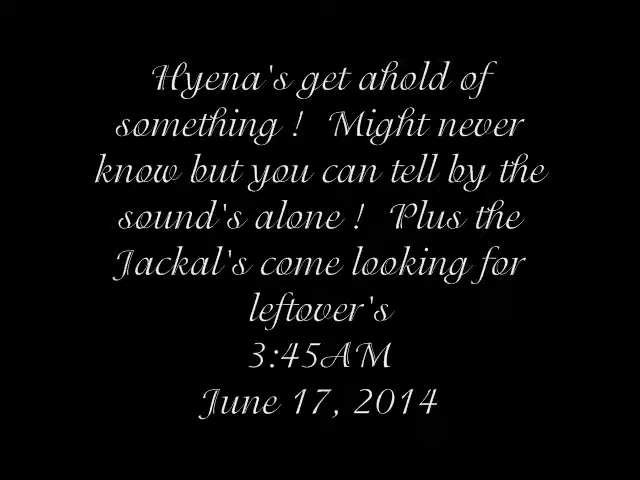 Hyena's get ahold of
something ! Might never
know but you can tell by the
sound's alone ! Plus the
Jackal's come looking for
leftover's
3:45AM
June 17, 2014